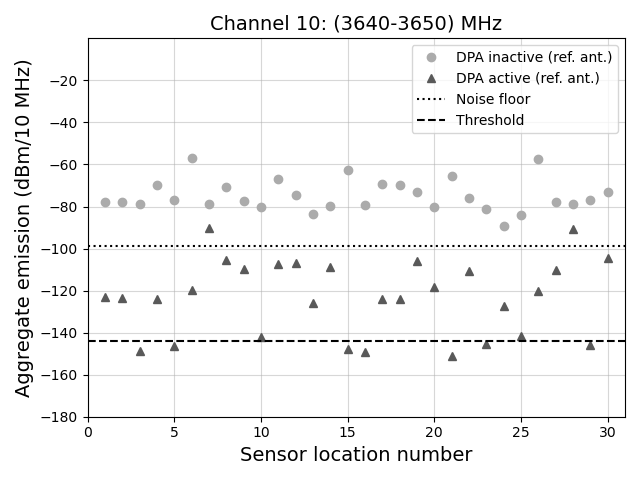 Channel 10: (3640-3650) MHz
DPA inactive (ref. ant.)
DPA active (ref. ant.)
Noise floor
Threshold
Aggregate emission (dBm/10 MHz)
−20
−40
−60
−80
−100
−120
−140
−160
−180
0 5 10 15 20 25 30
Sensor location number